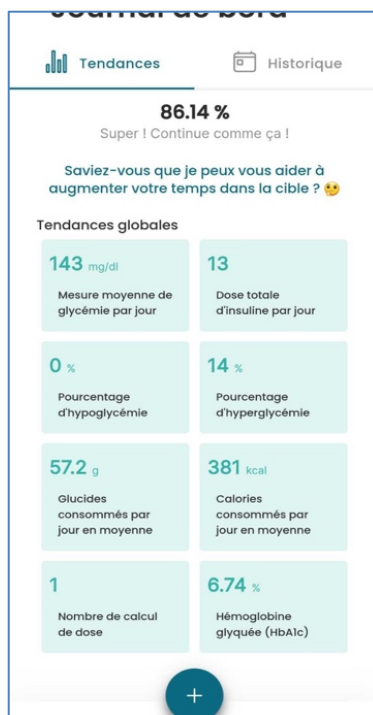 Journal de bord
Tendances
Historique
86.14 %
Super ! Continue comme ça !
Saviez-vous que je peux vous aider à
augmenter votre temps dans la cible ? 🤔
Tendances globales
143 mg/dl
Mesure moyenne de
glycémie par jour
13
Dose totale
d'insuline par jour
0 %
Pourcentage
d'hypoglycémie
14 %
Pourcentage
d'hyperglycémie
57.2 g
Glucides
consommés par
jour en moyenne
381 kcal
Calories
consommés par
jour en moyenne
1
Nombre de calcul
de dose
6.74 %
Hémoglobine
glyquée (HbA1c)
+